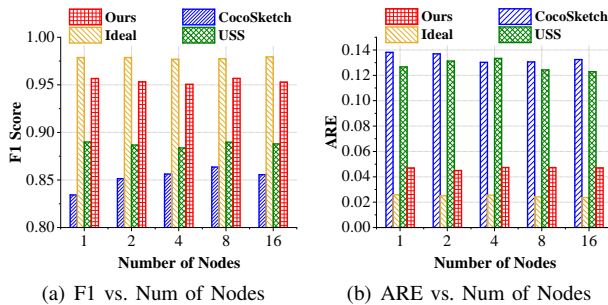 Ours CocoSketch
Ideal USS
F1 Score
1.00
0.95
0.90
0.85
0.80
1 2 4 8 16
Number of Nodes
(a) F1 vs. Num of Nodes
Ours CocoSketch
Ideal USS
ARE
0.14
0.12
0.10
0.08
0.06
0.04
0.02
0.00
1 2 4 8 16
Number of Nodes
(b) ARE vs. Num of Nodes